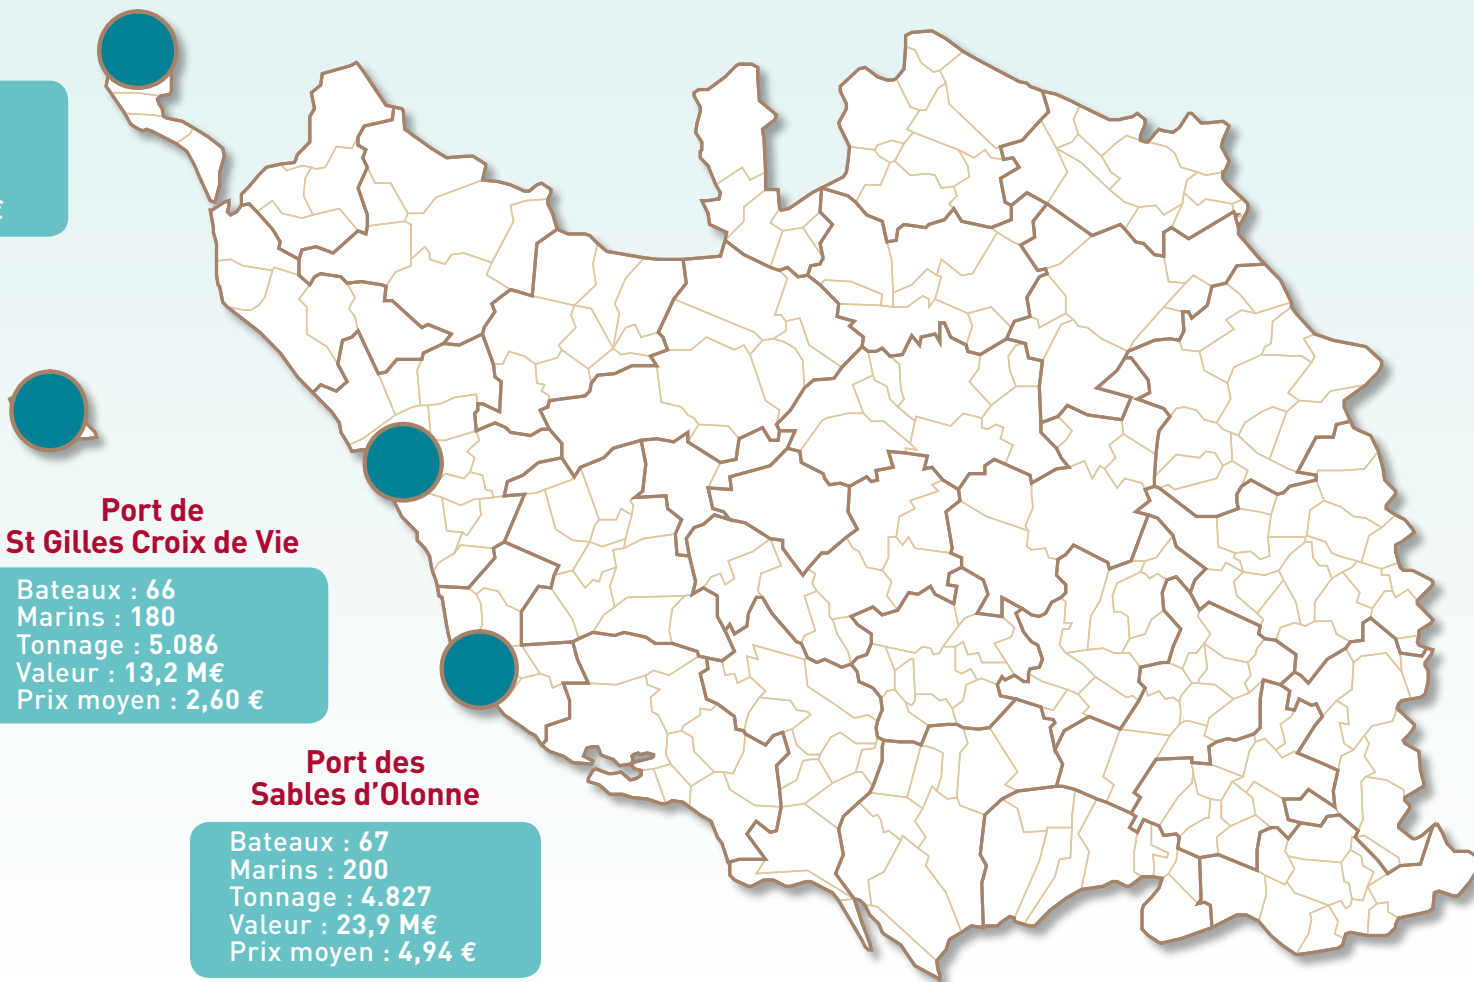 €
Port de
St Gilles Croix de Vie
Bateaux : 66
Marins : 180
Tonnage : 5.086
Valeur : 13,2 M€
Prix moyen : 2,60 €
Port des
Sables d’Olonne
Bateaux : 67
Marins : 200
Tonnage : 4.827
Valeur : 23,9 M€
Prix moyen : 4,94 €